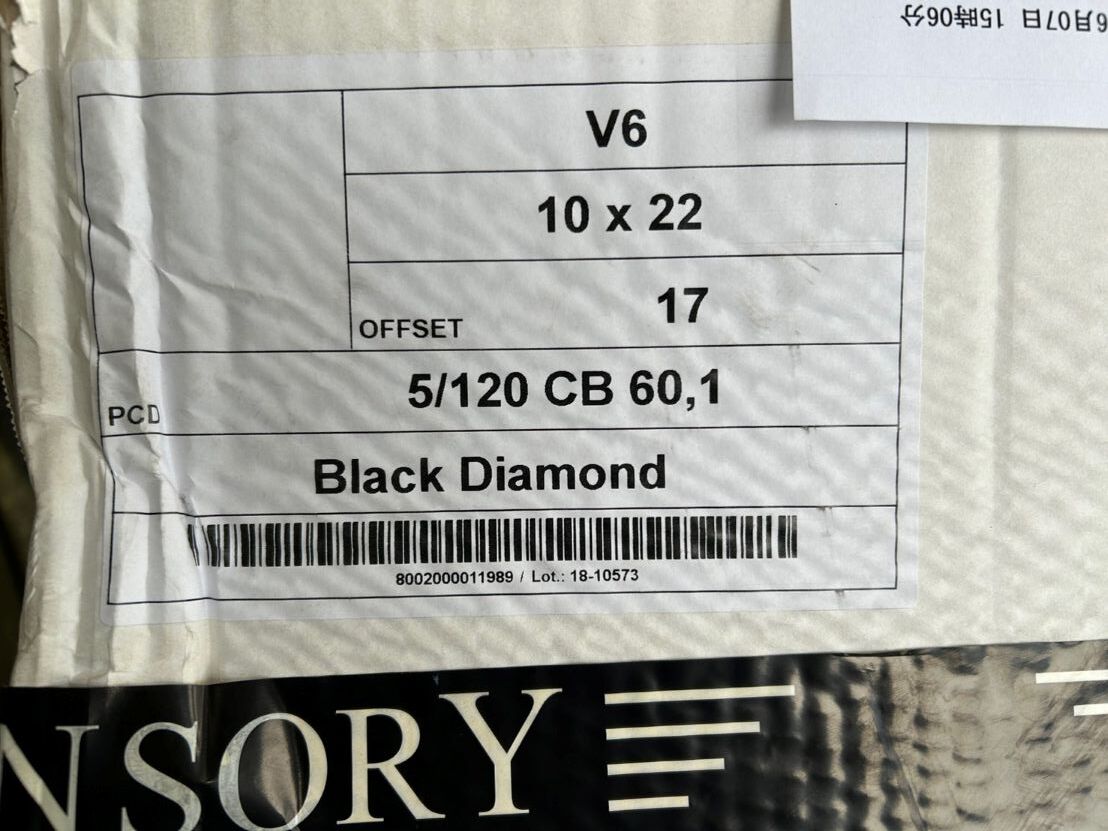 6月07日 15時06分
V6
10 x 22
OFFSET 17
PCD 5/120 CB 60,1
Black Diamond
8002000011989 / Lot.: 18-10573
NSORY